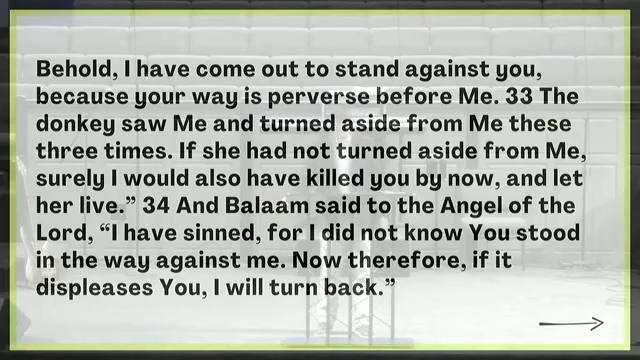 Behold, I have come out to stand against you,
because your way is perverse before Me. 33 The
donkey saw Me and turned aside from Me these
three times. If she had not turned aside from Me,
surely I would also have killed you by now, and let
her live.” 34 And Balaam said to the Angel of the
Lord, “I have sinned, for I did not know You stood
in the way against me. Now therefore, if it
displeases You, I will turn back.”